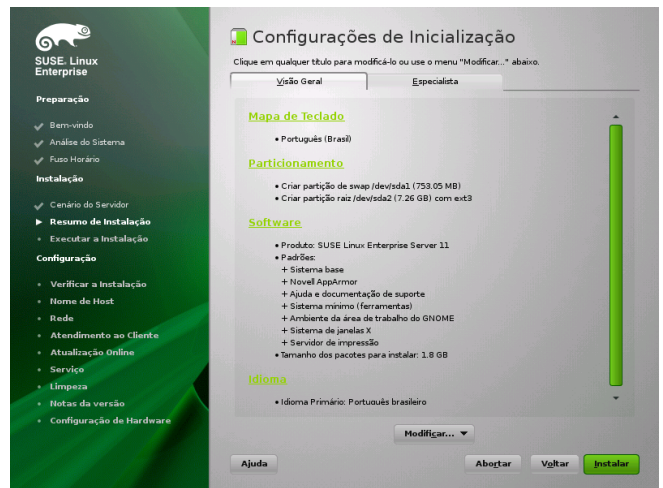 SUSE. Linux
Enterprise
Preparação
Bem-vindo
Análise do Sistema
Fuso Horário
Instalação
Cenário do Servidor
Resumo de Instalação
Executar a Instalação
Configuração
Verificar a Instalação
Nome de Host
Rede
Atendimento ao Cliente
Atualização Online
Serviço
Limpeza
Notas da versão
Configuração de Hardware
Configurações de Inicialização
Clique em qualquer título para modificá-lo ou use o menu "Modificar..." abaixo.
Visão Geral
Especialista
Mapa de Teclado
• Português (Brasil)
Particionamento
• Criar partição de swap /dev/sda1 (753.05 MB)
• Criar partição raiz /dev/sda2 (7.26 GB) com ext3
Software
• Produto: SUSE Linux Enterprise Server 11
• Padrões:
+ Sistema base
+ Novell AppArmor
+ Ajuda e documentação de suporte
+ Sistema mínimo (ferramentas)
+ Ambiente da área de trabalho do GNOME
+ Sistema de janelas X
+ Servidor de impressão
• Tamanho dos pacotes para instalar: 1.8 GB
Idioma
• Idioma Primário: Português brasileiro
Modificar...
Ajuda
Abortar
Voltar
Instalar